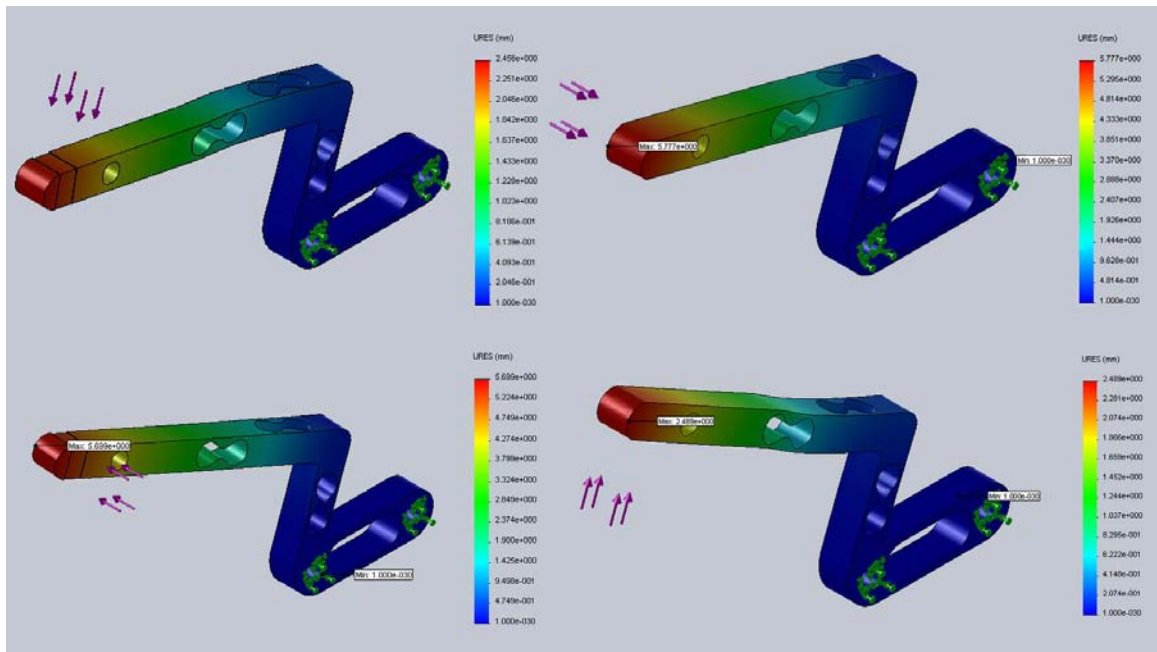 URES (mm)
2.456e+000
2.251e+000
2.046e+000
1.842e+000
1.637e+000
1.433e+000
1.228e+000
1.023e+000
8.186e-001
6.139e-001
4.093e-001
2.046e-001
1.000e-030
URES (mm)
5.777e+000
5.296e+000
4.814e+000
4.333e+000
3.852e+000
3.370e+000
2.888e+000
2.407e+000
1.926e+000
1.444e+000
9.628e-001
4.814e-001
1.000e-030
Max: 5.777e+000
Min: 1.000e-030
URES (mm)
5.699e+000
5.224e+000
4.749e+000
4.274e+000
3.799e+000
3.324e+000
2.849e+000
2.374e+000
1.900e+000
1.425e+000
9.498e-001
4.749e-001
1.000e-030
Max: 5.699e+000
Min: 1.000e-030
URES (mm)
2.489e+000
2.281e+000
2.074e+000
1.866e+000
1.659e+000
1.452e+000
1.244e+000
1.037e+000
8.295e-001
6.222e-001
4.148e-001
2.074e-001
1.000e-030
Max: 2.489e+000
Min: 1.000e-030